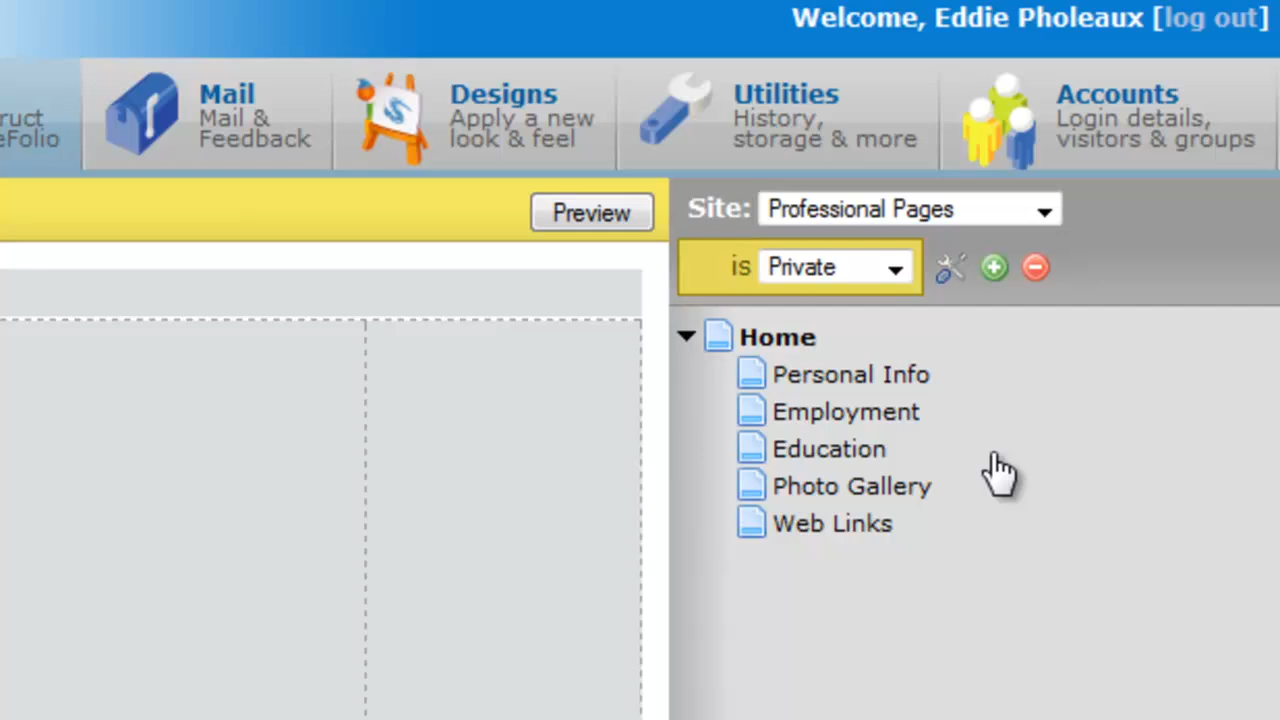 Welcome, Eddie Pholeaux [log out]
ruct
eFolio
Mail
Mail &
Feedback
Designs
Apply a new
look & feel
Utilities
History,
storage & more
Accounts
Login details,
visitors & groups
Preview
Site: Professional Pages
is Private
Home
Personal Info
Employment
Education
Photo Gallery
Web Links